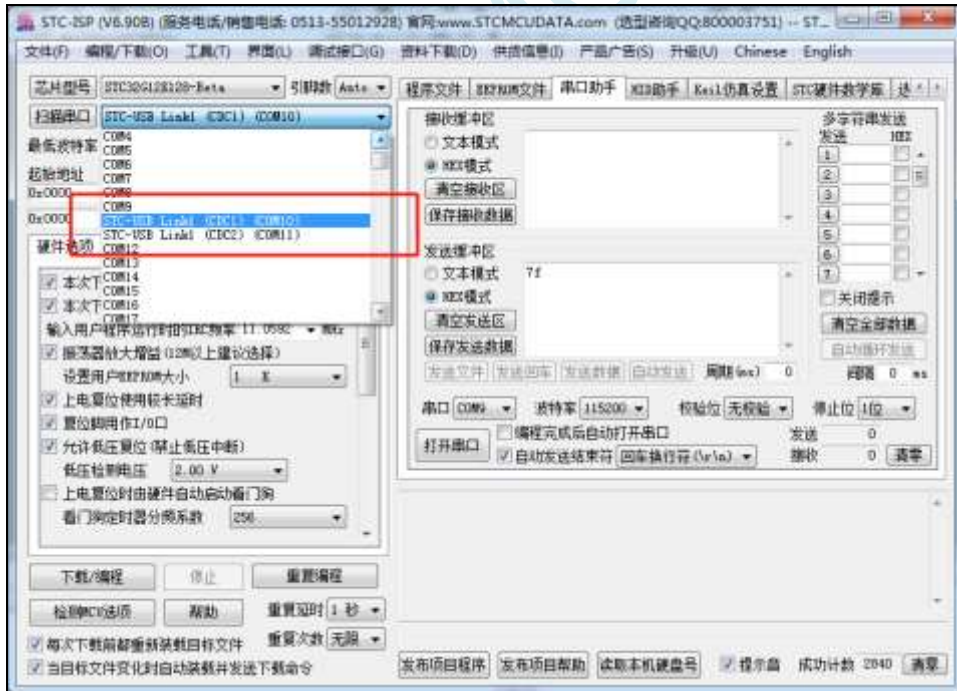 STC-ISP (V6.90B) (服务电话/销售电话: 0513-55012928) 官网:www.STCMCUDATA.com (选型咨询QQ:800003751) -- ST...
文件(F) 编程/下载(O) 工具(T) 界面(L) 调试接口(G) 资料下载(D) 供货信息(I) 产品广告(S) 升级(U) Chinese English
芯片型号 STC32G128128-Beta 引脚数 Auto
扫描串口 STC-USB Link1 (CDC1) (COM10)
最低波特率
起始地址
0x0000
0x0000
COM4
COM5
COM6
COM7
COM8
COM9
STC-USB Link1 (CDC1) (COM10)
STC-USB Link1 (CDC2) (COM11)
COM12
COM13
COM14
COM15
COM16
COM17
硬件选项
本次下
本次下
输入用户程序运行时的IRC频率 11.0592 MHz
振荡器放大增益(12M以上建议选择)
设置用户EEPROM大小 1 K
上电复位使用较长延时
复位脚用作I/O口
允许低压复位(禁止低压中断)
低压检测电压 2.00 V
上电复位时由硬件自动启动看门狗
看门狗定时器分频系数 256
下载/编程 停止 重复编程
检测MCU选项 帮助 重复延时 1 秒
重复次数 无限
每次下载前都重新装载目标文件
当目标文件变化时自动装载并发送下载命令
程序文件 EEPROM文件 串口助手 HID助手 Keil仿真设置 STC硬件数学库 进
接收缓冲区
文本模式
HEX模式
清空接收区
保存接收数据
多字符串发送
发送 HEX
1
2
3
4
5
6
7
发送缓冲区
文本模式 7f
HEX模式
清空发送区
保存发送数据
关闭提示
清空全部数据
自动循环发送
发送文件 发送回车 发送数据 自动发送 周期(ms) 0 间隔 0 ms
串口 COM9 波特率 115200 校验位 无校验 停止位 1位
打开串口 编程完成后自动打开串口 发送 0
自动发送结束符 回车换行符(\r\n) 接收 0 清零
发布项目程序 发布项目帮助 读取本机硬盘号 提示音 成功计数 2840 清零